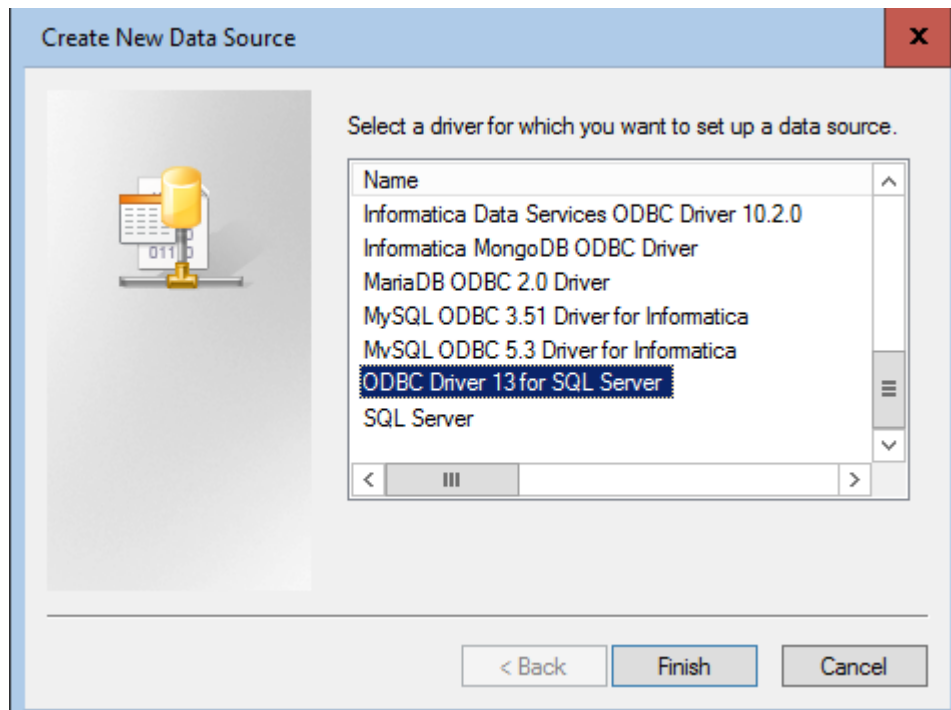 Create New Data Source
x
Select a driver for which you want to set up a data source.
Name
Informatica Data Services ODBC Driver 10.2.0
Informatica MongoDB ODBC Driver
MariaDB ODBC 2.0 Driver
MySQL ODBC 3.51 Driver for Informatica
MySQL ODBC 5.3 Driver for Informatica
ODBC Driver 13 for SQL Server
SQL Server
< Back Finish Cancel